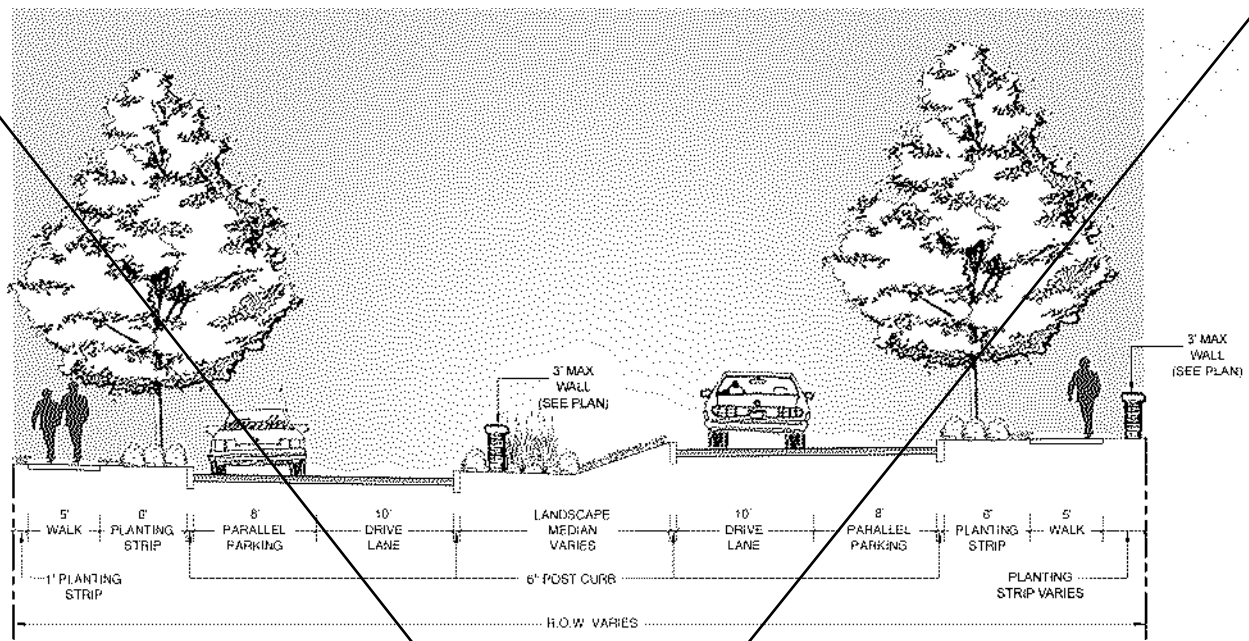 3' MAX
WALL
(SEE PLAN)
3' MAX
WALL
(SEE PLAN)
5'
WALK
6'
PLANTING
STRIP
8'
PARALLEL
PARKING
10'
DRIVE
LANE
LANDSCAPE
MEDIAN
VARIES
10'
DRIVE
LANE
8'
PARALLEL
PARKING
6'
PLANTING
STRIP
5'
WALK
1' PLANTING
STRIP
6" POST CURB
PLANTING
STRIP VARIES
R.O.W. VARIES